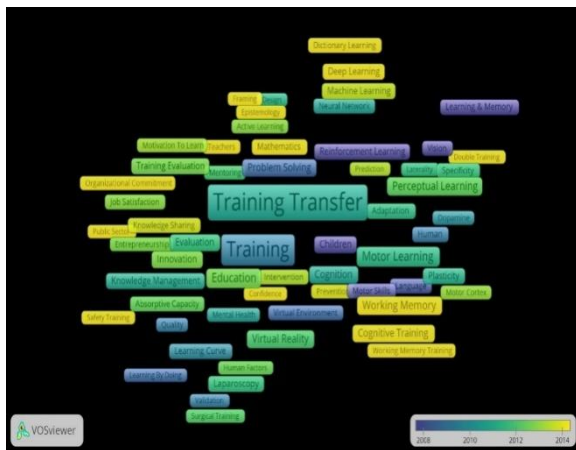 Dictionary Learning
Deep Learning
Machine Learning
Neural Network
Learning & Memory
Training
Design
Epistemology
Active Learning
Motivation To Learn
Teachers
Mathematics
Reinforcement Learning
Vision
Double Training
Training Evaluation
Mentoring
Problem Solving
Prediction
Laterality
Specificity
Organizational Commitment
Perceptual Learning
Job Satisfaction
Training Transfer
Adaptation
Dopamine
Public Sector
Knowledge Sharing
Human
Entrepreneurship
Evaluation
Training
Children
Motor Learning
Innovation
Knowledge Management
Education
Intervention
Cognition
Plasticity
Confidence
Prevention
Motor Skills
Language
Motor Cortex
Absorptive Capacity
Working Memory
Safety Training
Quality
Mental Health
Virtual Environment
Virtual Reality
Cognitive Training
Learning Curve
Working Memory Training
Learning By Doing
Human Factors
Laparoscopy
Validation
Surgical Training
VOSviewer
2008 2010 2012 2014